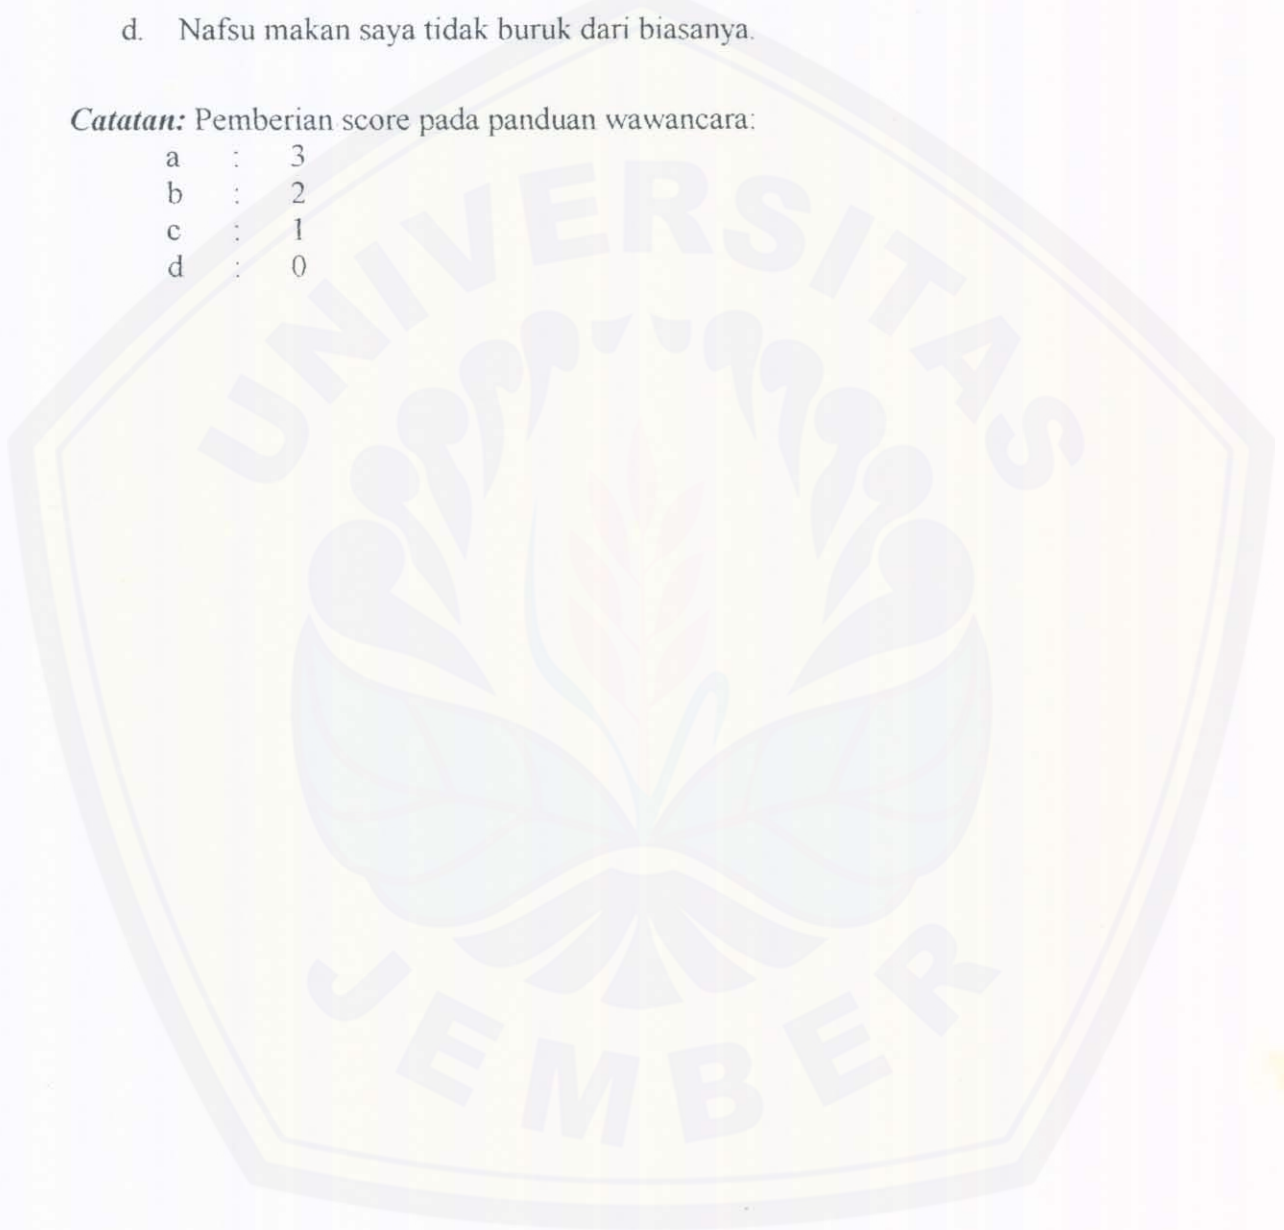 d. Nafsu makan saya tidak buruk dari biasanya.
Catatan: Pemberian score pada panduan wawancara:
a : 3
b : 2
c : 1
d : 0
UNIVERSITAS
JEMBER